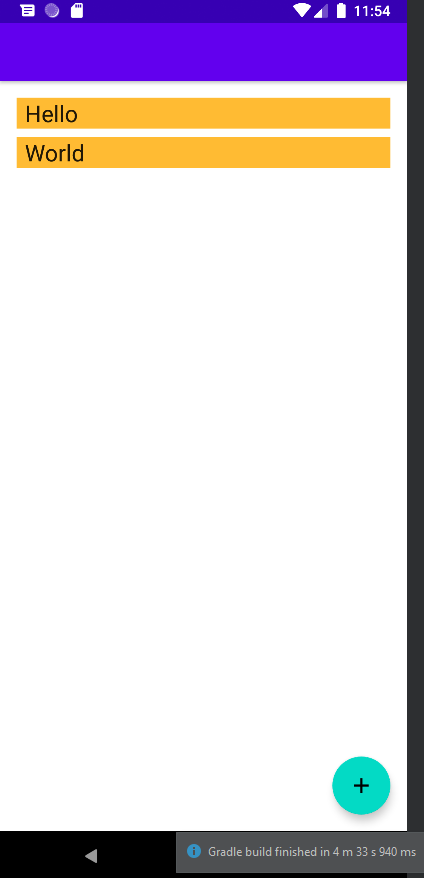 11:54
Hello
World
+
Gradle build finished in 4 m 33 s 940 ms